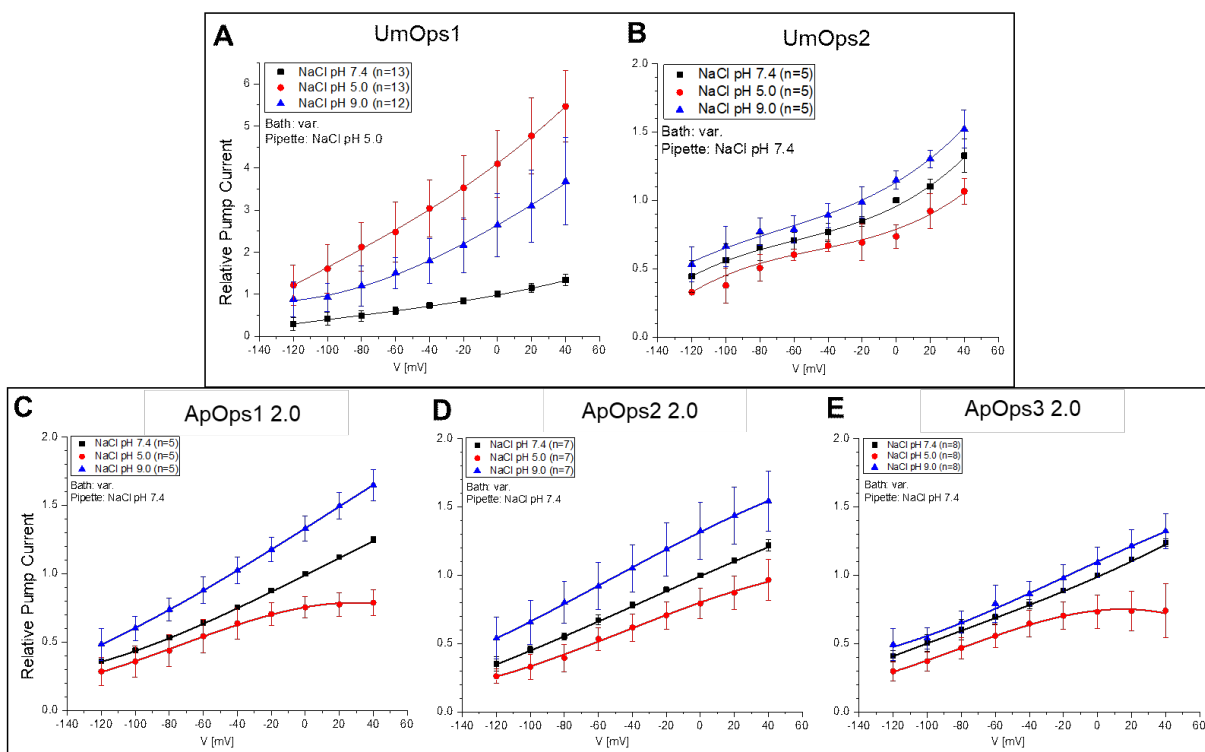 A
UmOps1
NaCl pH 7.4 (n=13)
NaCl pH 5.0 (n=13)
NaCl pH 9.0 (n=12)
Bath: var.
Pipette: NaCl pH 5.0
Relative Pump Current
6
5
4
3
2
1
0
-140 -120 -100 -80 -60 -40 -20 0 20 40 60
V [mV]
B
UmOps2
NaCl pH 7.4 (n=5)
NaCl pH 5.0 (n=5)
NaCl pH 9.0 (n=5)
Bath: var.
Pipette: NaCl pH 7.4
2.0
1.5
1.0
0.5
0.0
-140 -120 -100 -80 -60 -40 -20 0 20 40 60
V [mV]
C
ApOps1 2.0
NaCl pH 7.4 (n=5)
NaCl pH 5.0 (n=5)
NaCl pH 9.0 (n=5)
Bath: var.
Pipette: NaCl pH 7.4
Relative Pump Current
2.0
1.5
1.0
0.5
0.0
-140 -120 -100 -80 -60 -40 -20 0 20 40 60
V [mV]
D
ApOps2 2.0
NaCl pH 7.4 (n=7)
NaCl pH 5.0 (n=7)
NaCl pH 9.0 (n=7)
Bath: var.
Pipette: NaCl pH 7.4
2.0
1.5
1.0
0.5
0.0
-140 -120 -100 -80 -60 -40 -20 0 20 40 60
V [mV]
E
ApOps3 2.0
NaCl pH 7.4 (n=8)
NaCl pH 5.0 (n=8)
NaCl pH 9.0 (n=8)
Bath: var.
Pipette: NaCl pH 7.4
2.0
1.5
1.0
0.5
0.0
-140 -120 -100 -80 -60 -40 -20 0 20 40 60
V [mV]